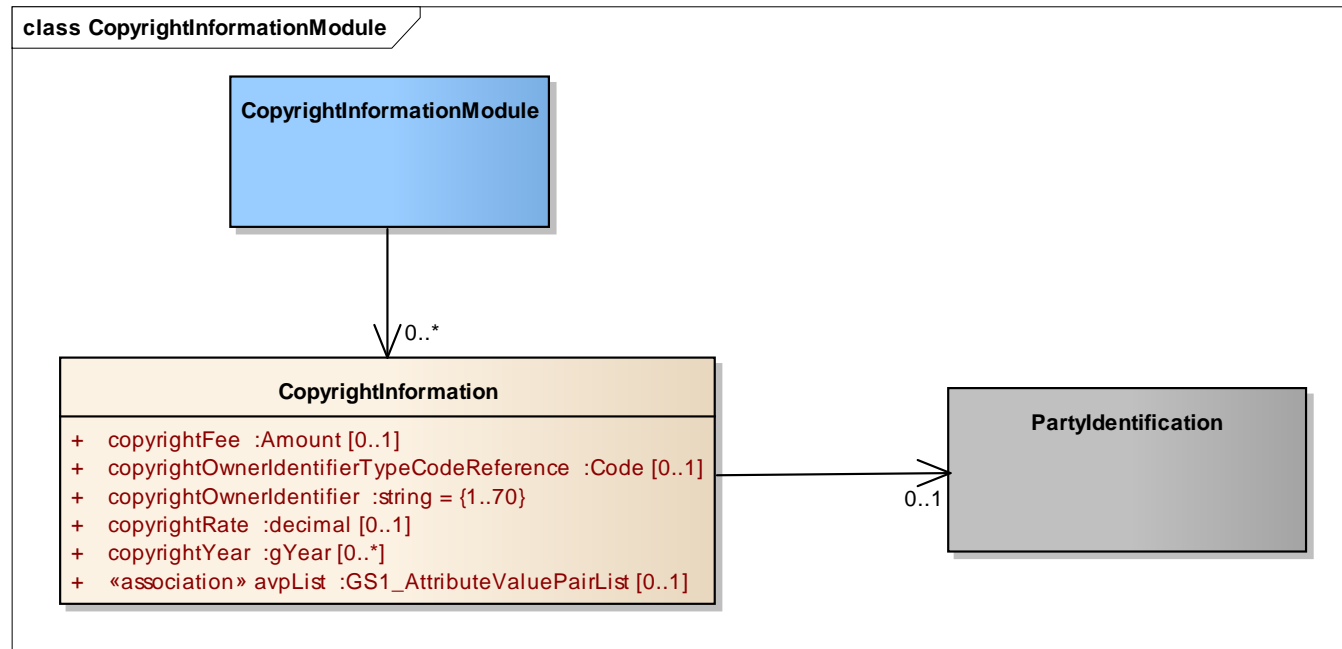 class CopyrightInformationModule
CopyrightInformationModule
0..*
CopyrightInformation
+ copyrightFee :Amount [0..1]
+ copyrightOwnerIdentifierTypeCodeReference :Code [0..1]
+ copyrightOwnerIdentifier :string = {1..70}
+ copyrightRate :decimal [0..1]
+ copyrightYear :gYear [0..*]
+ «association» avpList :GS1_AttributeValuePairList [0..1]
PartyIdentification
0..1